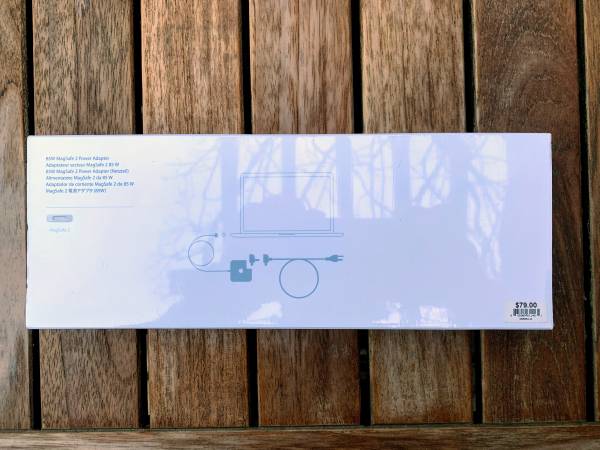 85W MagSafe 2 Power Adapter
Adaptateur secteur MagSafe 2 85 W
85W MagSafe 2 Power Adapter (Netzteil)
Alimentatore MagSafe 2 da 85 W
Adaptador de corriente MagSafe 2 de 85 W
MagSafe 2 電源アダプタ (85W)
MagSafe 2
$79.00